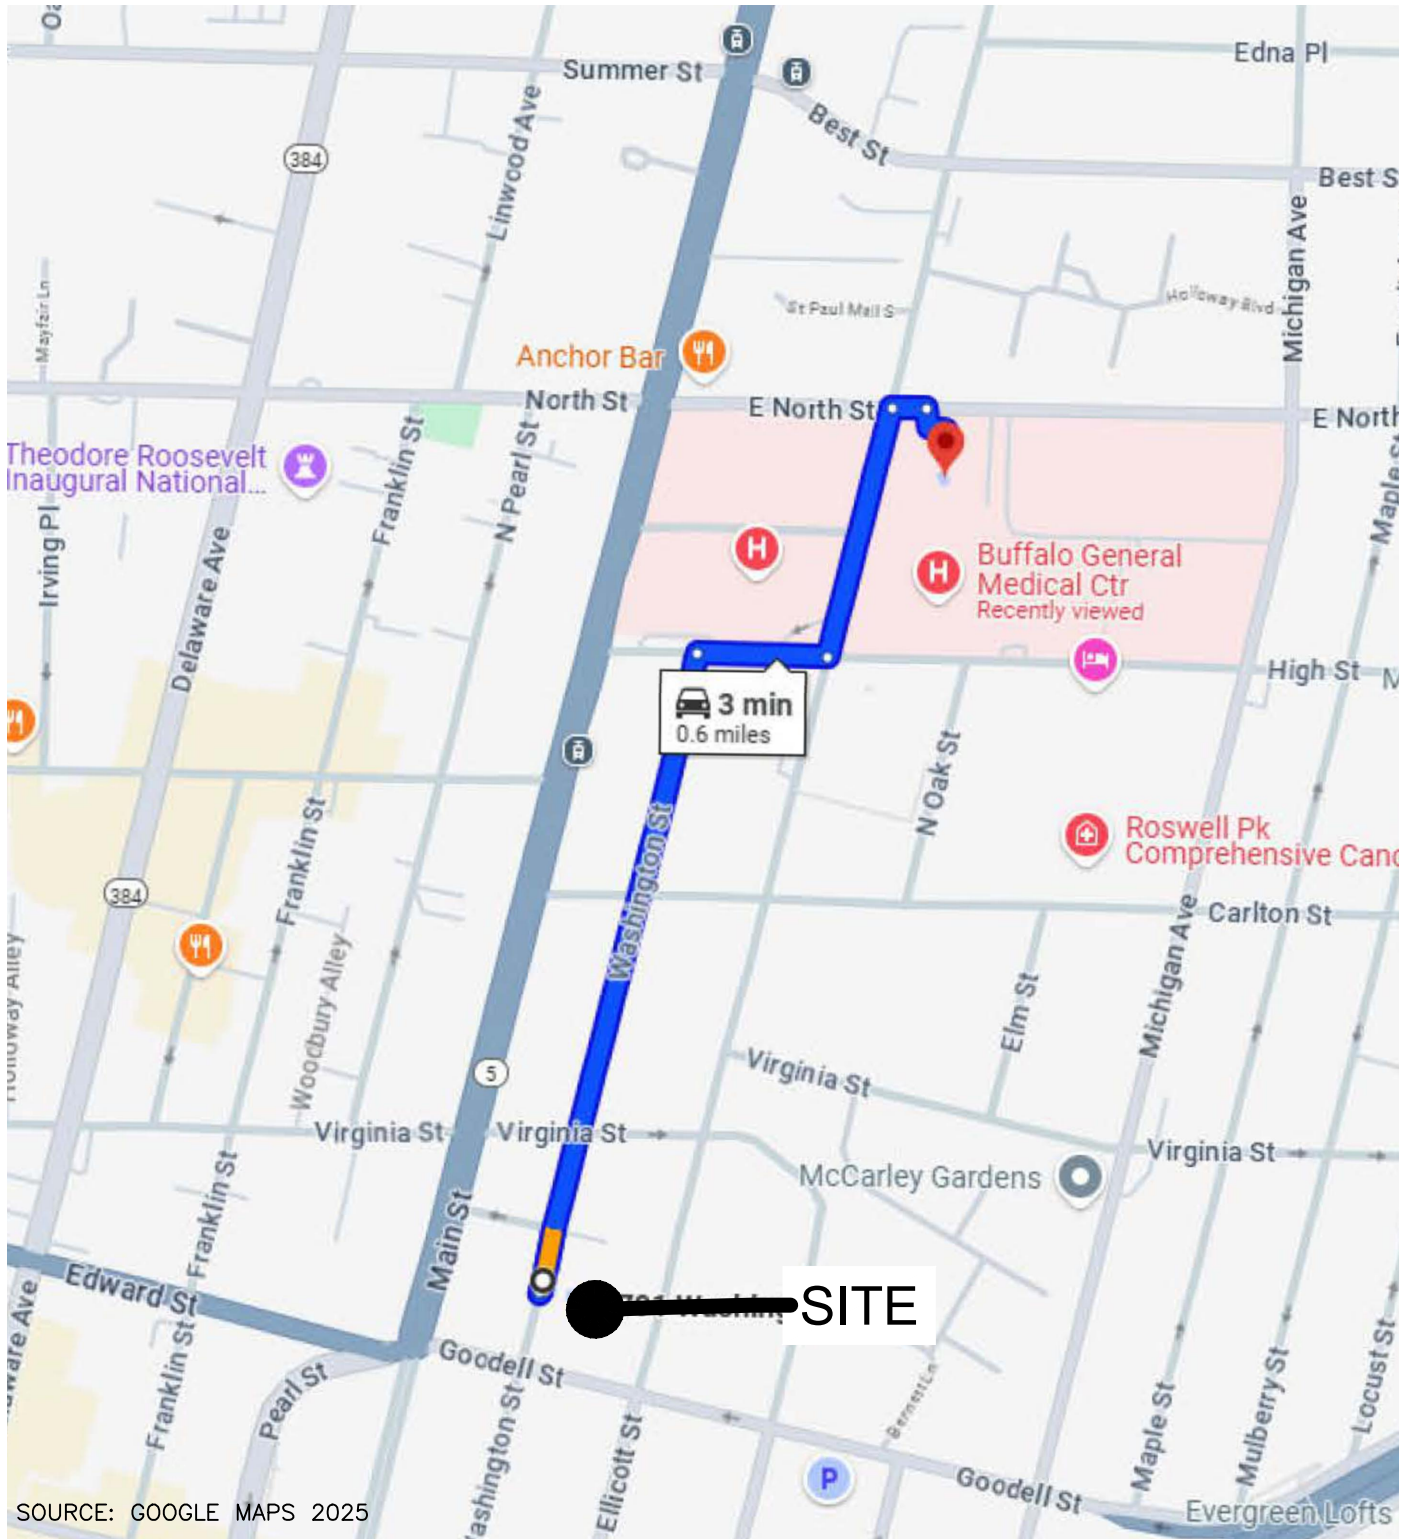 Summer St
Edna Pl
Best St
384
Linwood Ave
Best S
Michigan Ave
Mayfair Ln
St Paul Mall S
Holloway Blvd
Anchor Bar
North St
E North St
E North
Theodore Roosevelt
Inaugural National...
Franklin St
N Pearl St
Maple St
Irving Pl
Delaware Ave
H
H
Buffalo General
Medical Ctr
Recently viewed
High St
M
3 min
0.6 miles
N Oak St
Washington St
Franklin St
Roswell Pk
Comprehensive Canc
384
Carlton St
Holloway Alley
Woodbury Alley
Michigan Ave
Elm St
5
Virginia St
Virginia St
Virginia St
Virginia St
McCarley Gardens
Franklin St
Main St
Edward St
SITE
Goodell St
Pearl St
Franklin St
Washington St
Ellicott St
Maple St
Mulberry St
Locust St
P
Goodell St
Evergreen Lofts
SOURCE: GOOGLE MAPS 2025